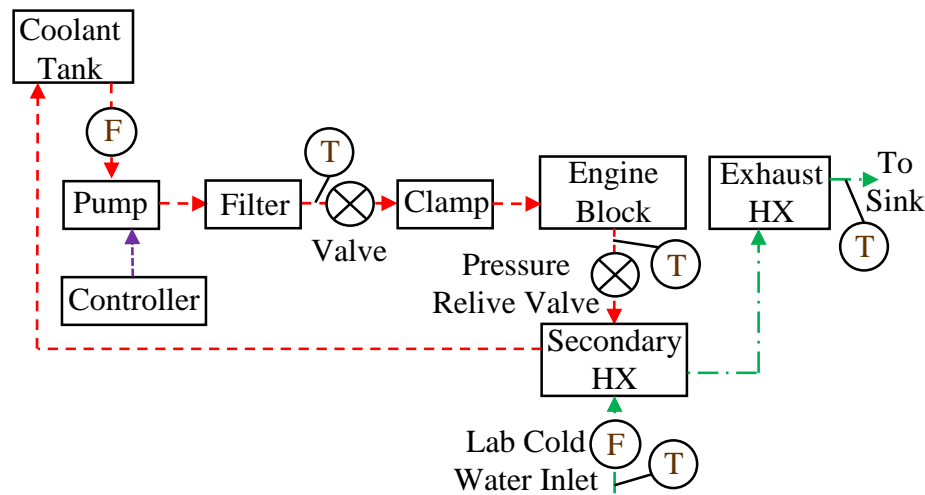 Coolant
Tank
F
T
Pump
Filter
Valve
Clamp
Engine
Block
Exhaust
HX
To
Sink
T
T
Controller
Pressure
Relive Valve
Secondary
HX
Lab Cold
Water Inlet
F
T